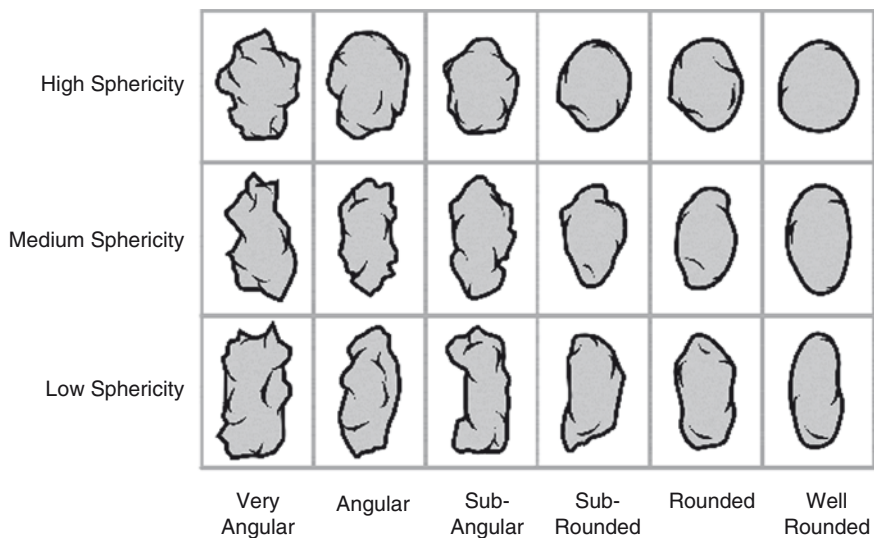 High Sphericity
Medium Sphericity
Low Sphericity
Very
Angular
Angular
Sub-
Angular
Sub-
Rounded
Rounded
Well
Rounded